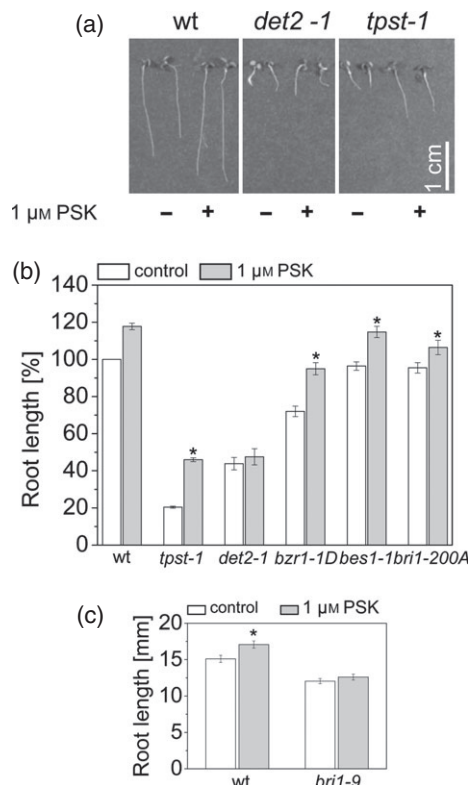 (a)
wt det2 -1 tpst-1
1 cm
1 µM PSK – + – + – +
(b)
control 1 µM PSK
Root length [%]
140
120
100
80
60
40
20
0
* * * *
wt tpst-1 det2-1 bzr1-1D bes1-1 bri1-200A
(c)
control 1 µM PSK
Root length [mm]
20
15
10
5
0
*
wt bri1-9